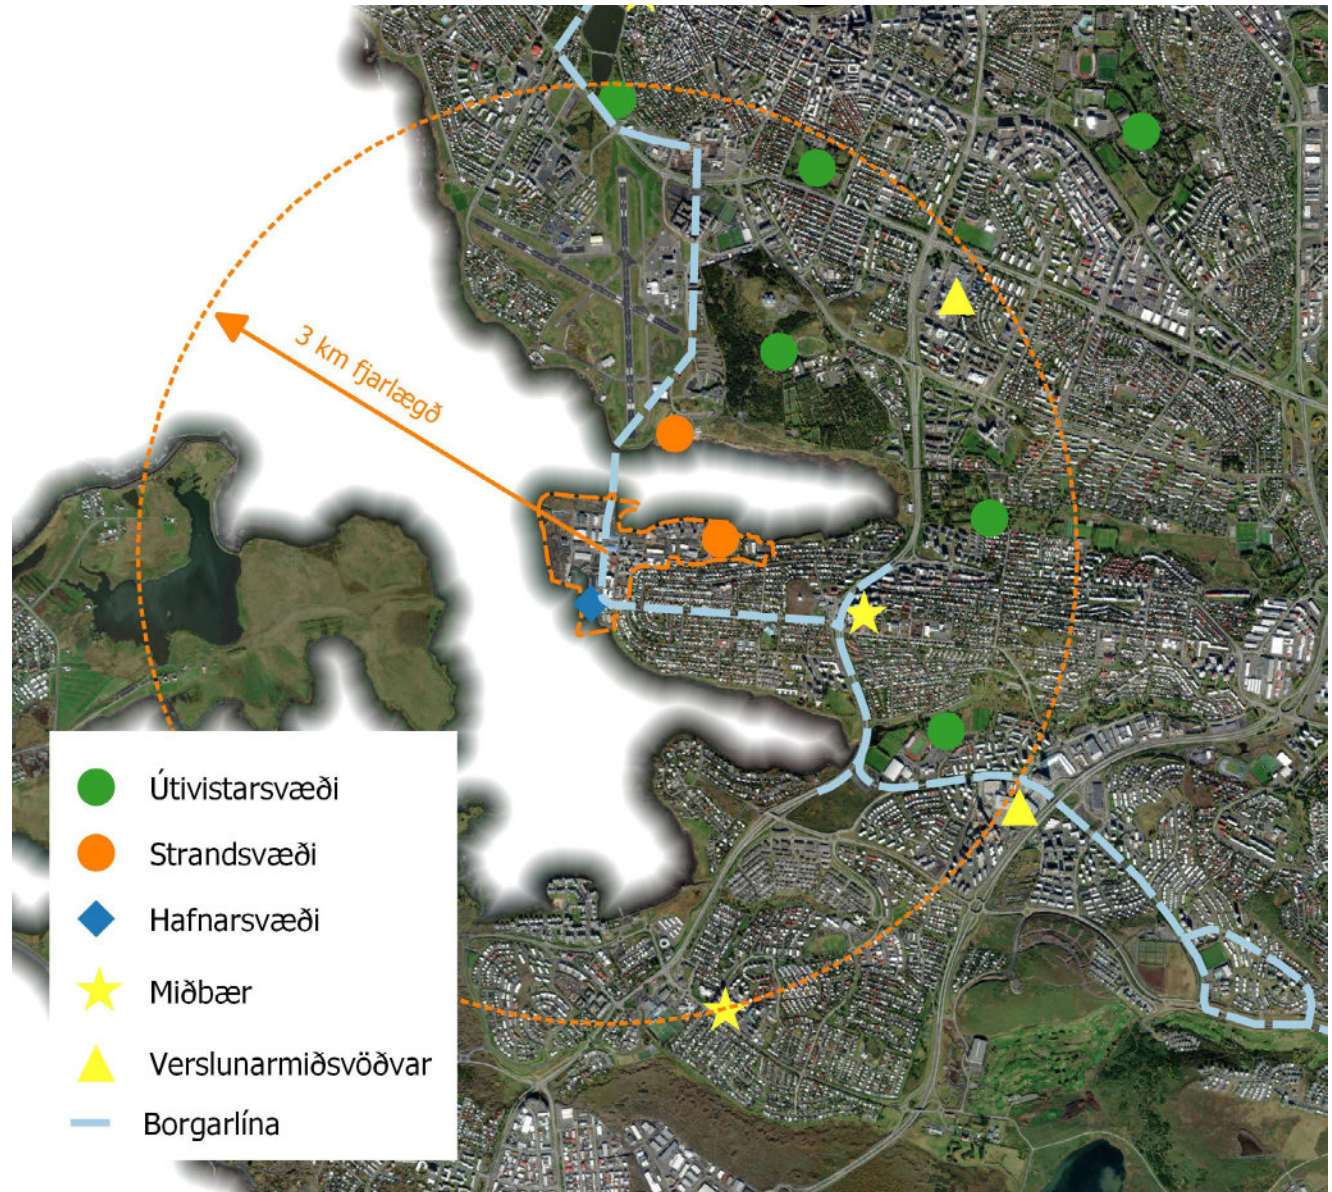 3 km fjarlægð
Útivistarsvæði
Strandsvæði
Hafnarsvæði
Miðbær
Verslunarmiðsvöðvar
Borgarlína